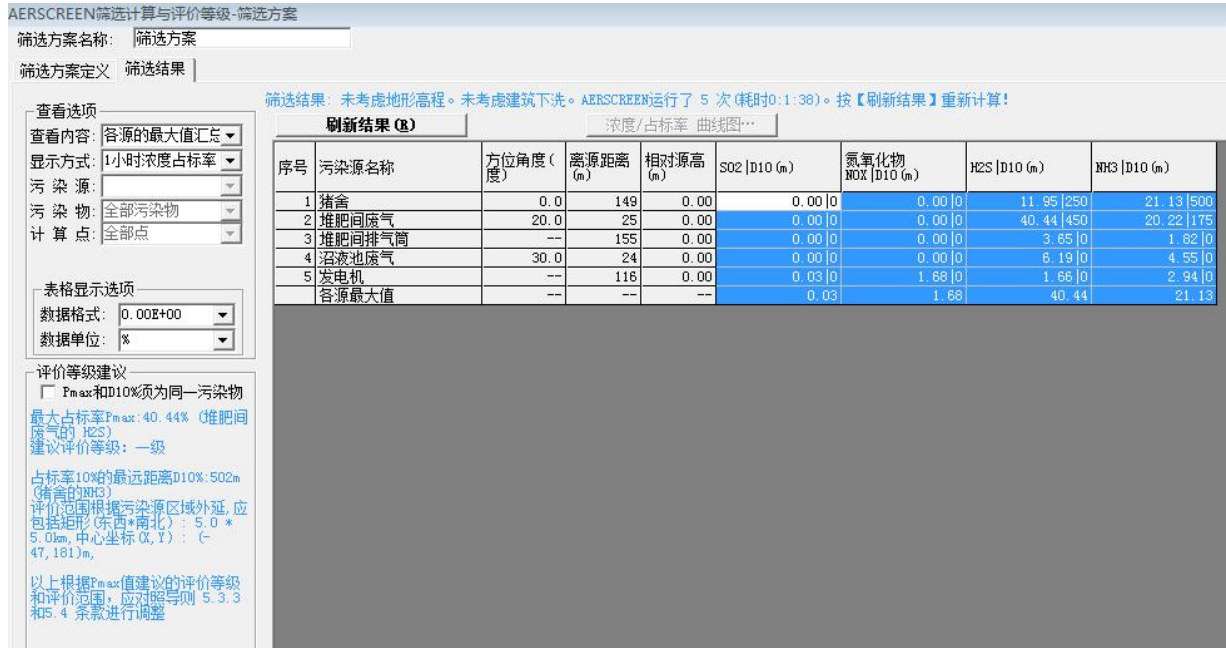 AERSCREEN筛选计算与评价等级-筛选方案
筛选方案名称: 筛选方案
筛选方案定义 筛选结果
查看选项
查看内容: 各源的最大值汇总
显示方式: 1小时浓度占标率
污 染 源:
污 染 物: 全部污染物
计 算 点: 全部点
表格显示选项
数据格式: 0.00E+00
数据单位: %
评价等级建议
Pmax和D10%须为同一污染物
最大占标率Pmax:40.44% (堆肥间
废气的 H2S)
建议评价等级: 一级
占标率10%的最远距离D10%:502m
(猪舍的NH3)
评价范围根据污染源区域外延,应
包括矩形(东西*南北): 5.0 *
5.0km,中心坐标(X,Y): (-
47,181)m,
以上根据Pmax值建议的评价等级
和评价范围,应对照导则 5.3.3
和5.4 条款进行调整
筛选结果: 未考虑地形高程。未考虑建筑下洗。AERSCREEN运行了 5 次(耗时0:1:38)。按【刷新结果】重新计算!
刷新结果(R) 浓度/占标率 曲线图…
序号 污染源名称 方位角度(度) 离源距离(m) 相对源高(m) SO2|D10(m) 氮氧化物NOX|D10(m) H2S|D10(m) NH3|D10(m)
1 猪舍 0.0 149 0.00 0.00|0 0.00|0 11.95|250 21.13|500
2 堆肥间废气 20.0 25 0.00 0.00|0 0.00|0 40.44|450 20.22|175
3 堆肥间排气筒 -- 155 0.00 0.00|0 0.00|0 3.65|0 1.82|0
4 沼液池废气 30.0 24 0.00 0.00|0 0.00|0 6.19|0 4.55|0
5 发电机 -- 116 0.00 0.03|0 1.68|0 1.66|0 2.94|0
各源最大值 -- -- -- 0.03 1.68 40.44 21.13